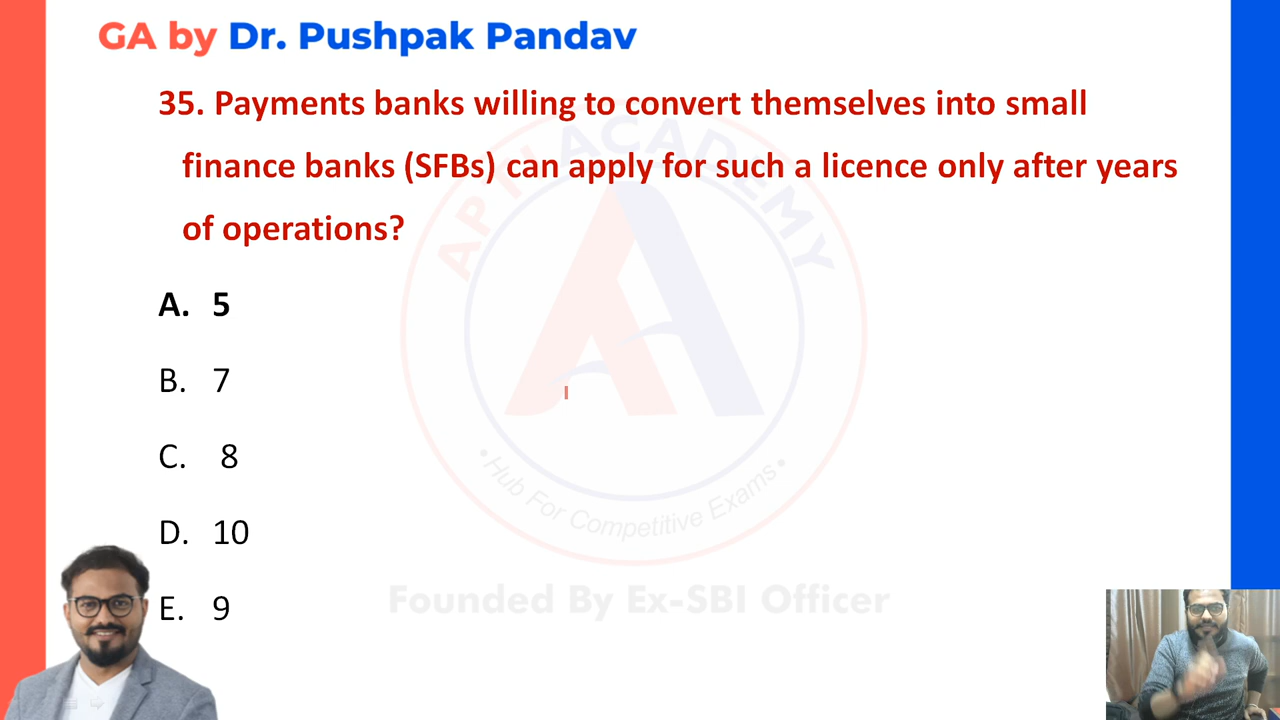 GA by Dr. Pushpak Pandav
35. Payments banks willing to convert themselves into small
finance banks (SFBs) can apply for such a licence only after years
of operations?
A. 5
B. 7
C. 8
D. 10
E. 9
APTI ACADEMY
•Hub For Competitive Exams•
Founded By Ex-SBI Officer